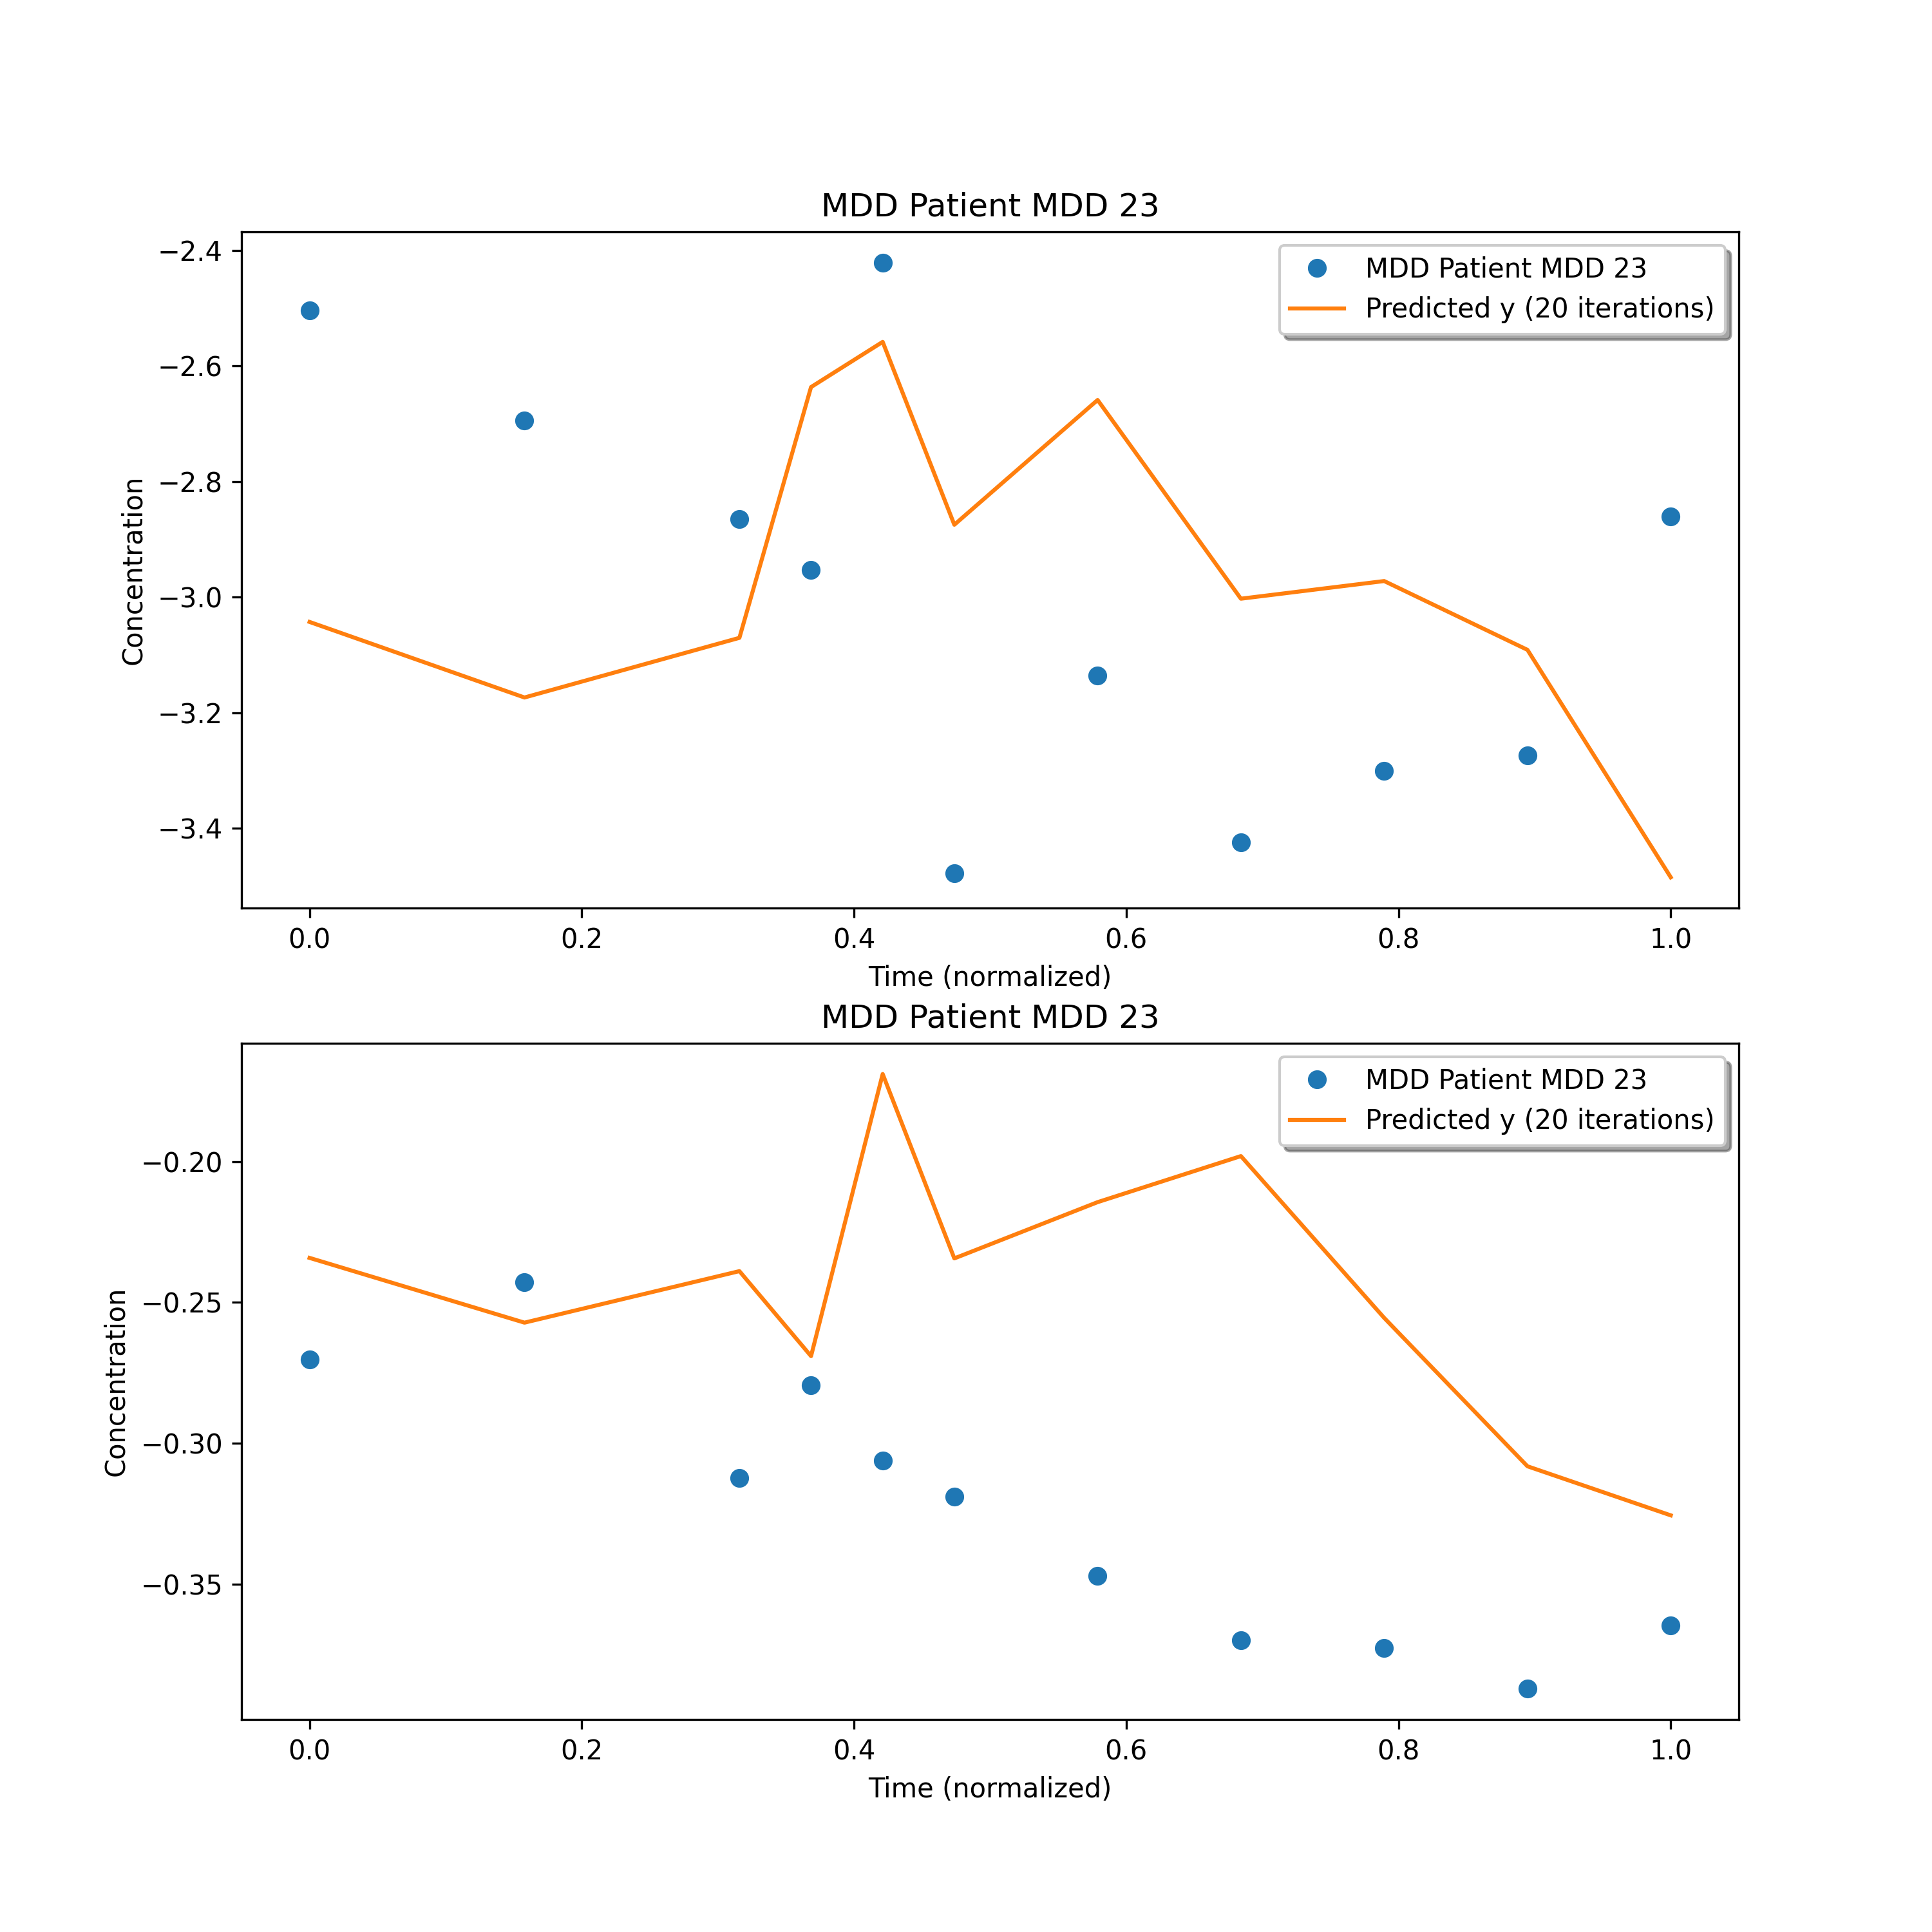 MDD Patient MDD 23
MDD Patient MDD 23
Predicted y (20 iterations)
−2.4
−2.6
−2.8
−3.0
−3.2
−3.4
Concentration
0.0 0.2 0.4 0.6 0.8 1.0
Time (normalized)
MDD Patient MDD 23
MDD Patient MDD 23
Predicted y (20 iterations)
−0.20
−0.25
−0.30
−0.35
Concentration
0.0 0.2 0.4 0.6 0.8 1.0
Time (normalized)